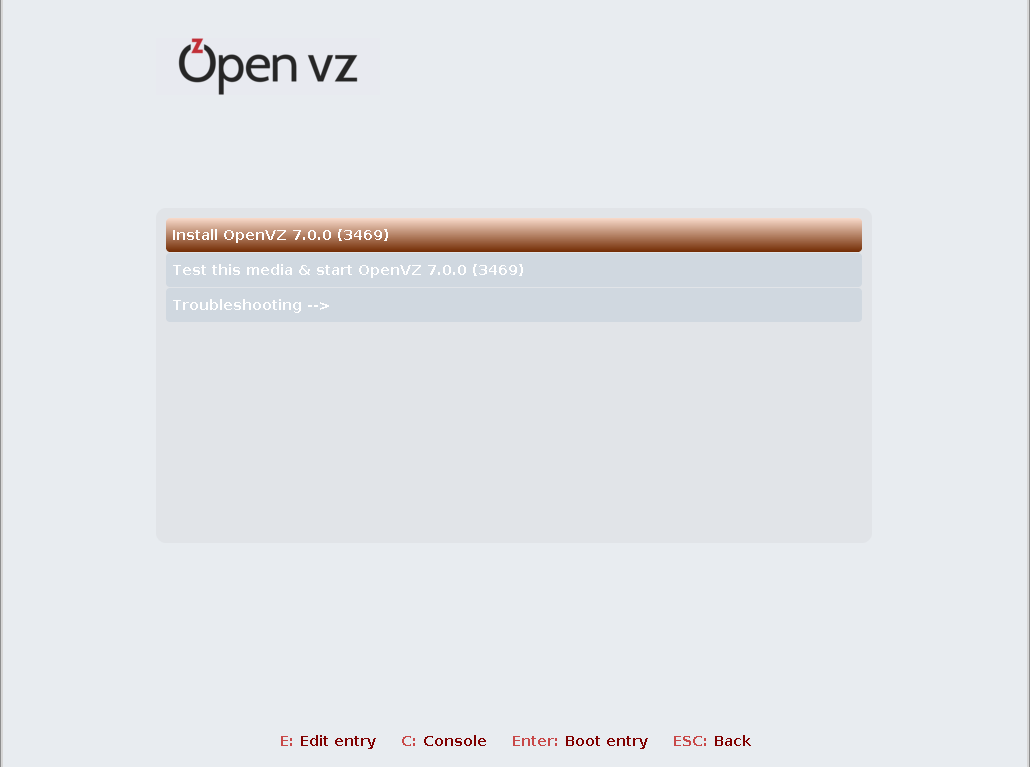 Open vz
Install OpenVZ 7.0.0 (3469)
Test this media & start OpenVZ 7.0.0 (3469)
Troubleshooting -->
E: Edit entry C: Console Enter: Boot entry ESC: Back